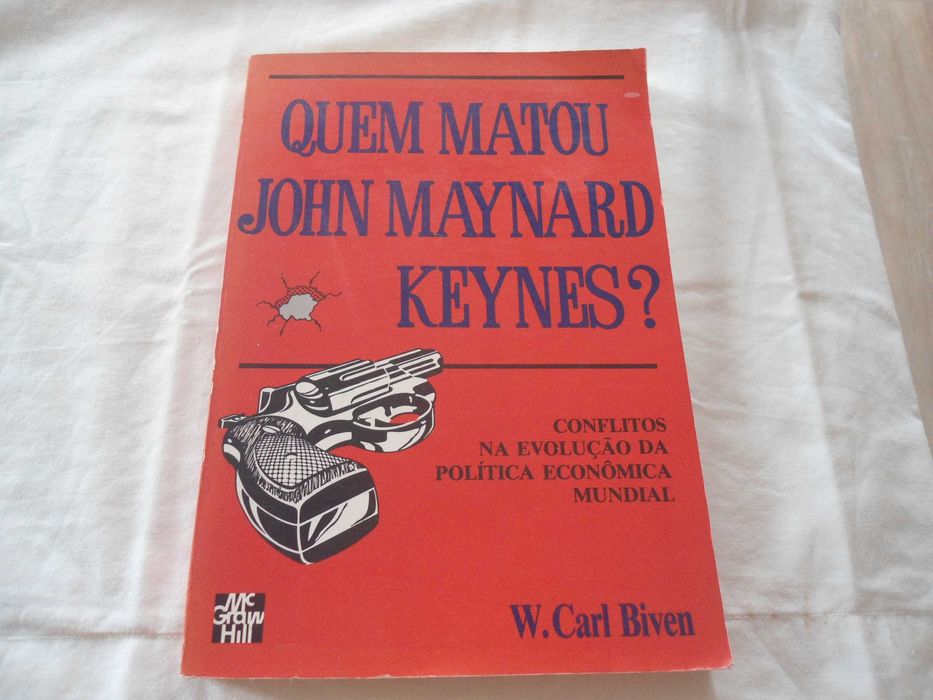 QUEM MATOU
JOHN MAYNARD
KEYNES?
CONFLITOS
NA EVOLUÇÃO DA
POLÍTICA ECONÔMICA
MUNDIAL
Mc
Graw
Hill
W. Carl Biven